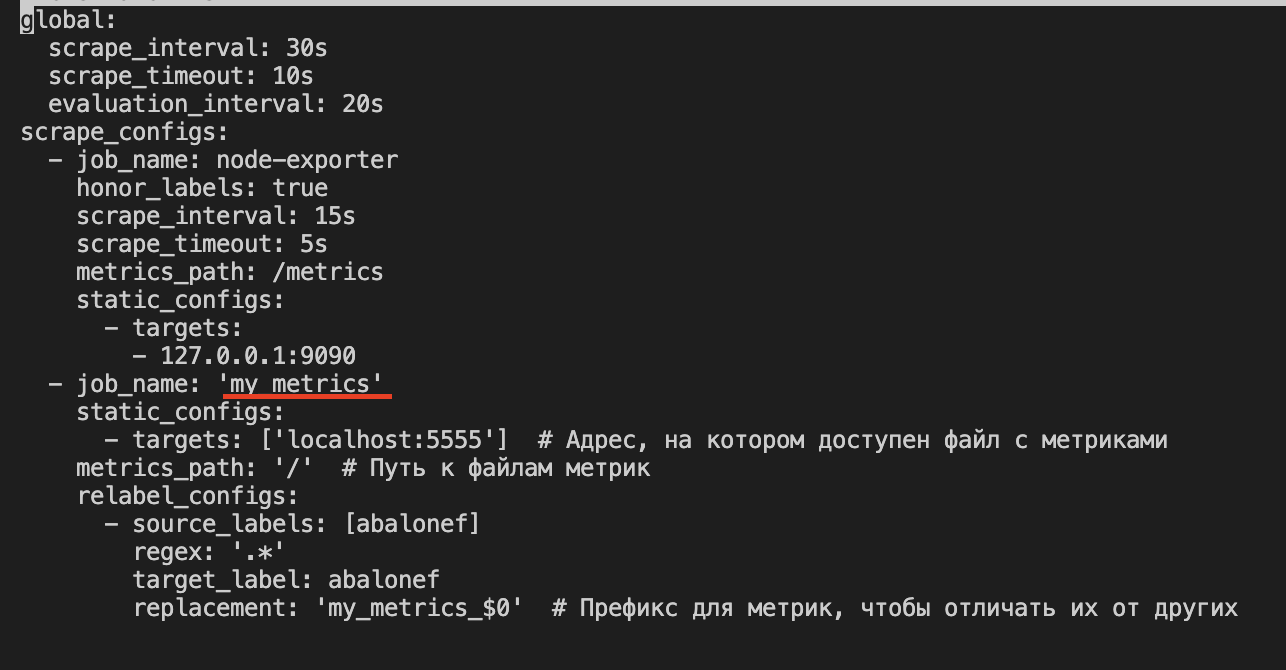 global:
  scrape_interval: 30s
  scrape_timeout: 10s
  evaluation_interval: 20s
scrape_configs:
  - job_name: node-exporter
    honor_labels: true
    scrape_interval: 15s
    scrape_timeout: 5s
    metrics_path: /metrics
    static_configs:
      - targets:
        - 127.0.0.1:9090
  - job_name: 'my metrics'
    static_configs:
      - targets: ['localhost:5555']  # Адрес, на котором доступен файл с метриками
    metrics_path: '/'  # Путь к файлам метрик
    relabel_configs:
      - source_labels: [abalonef]
        regex: '.*'
        target_label: abalonef
        replacement: 'my_metrics_$0'  # Префикс для метрик, чтобы отличать их от других